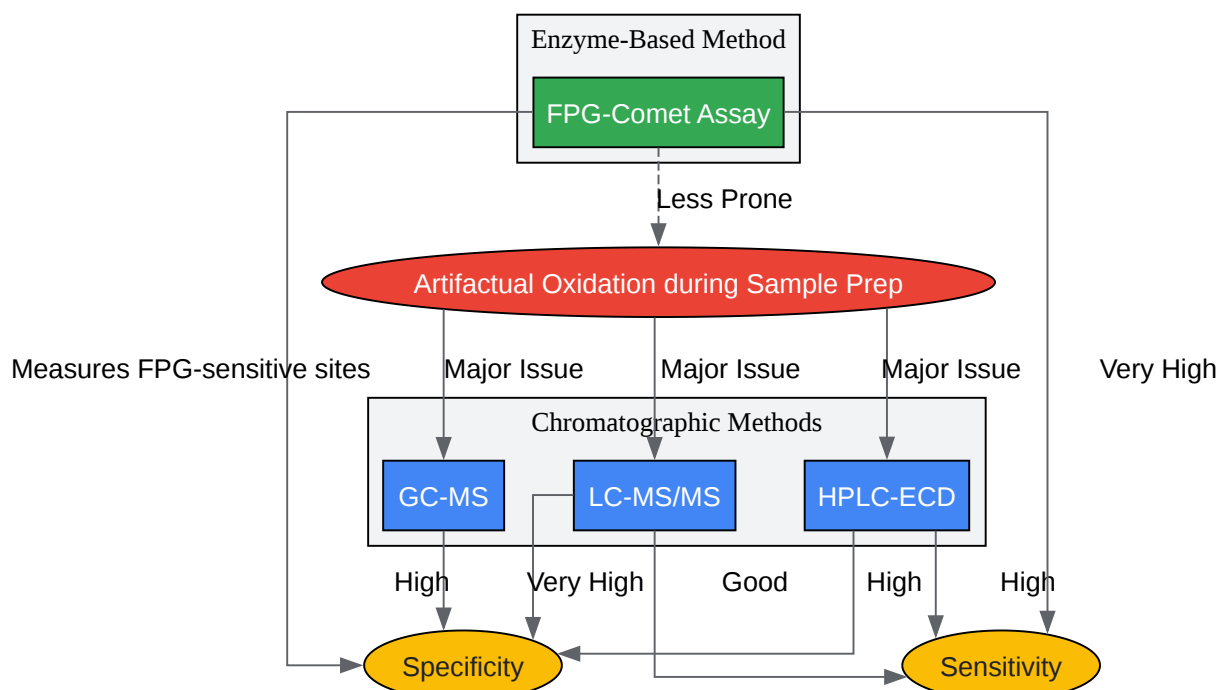 Enzyme-Based Method
FPG-Comet Assay
Less Prone
Artifactual Oxidation during Sample Prep
Measures FPG-sensitive sites
Major Issue
Major Issue
Major Issue
Very High
Chromatographic Methods
GC-MS
LC-MS/MS
HPLC-ECD
High
Very High
Good
High
High
Specificity
Sensitivity